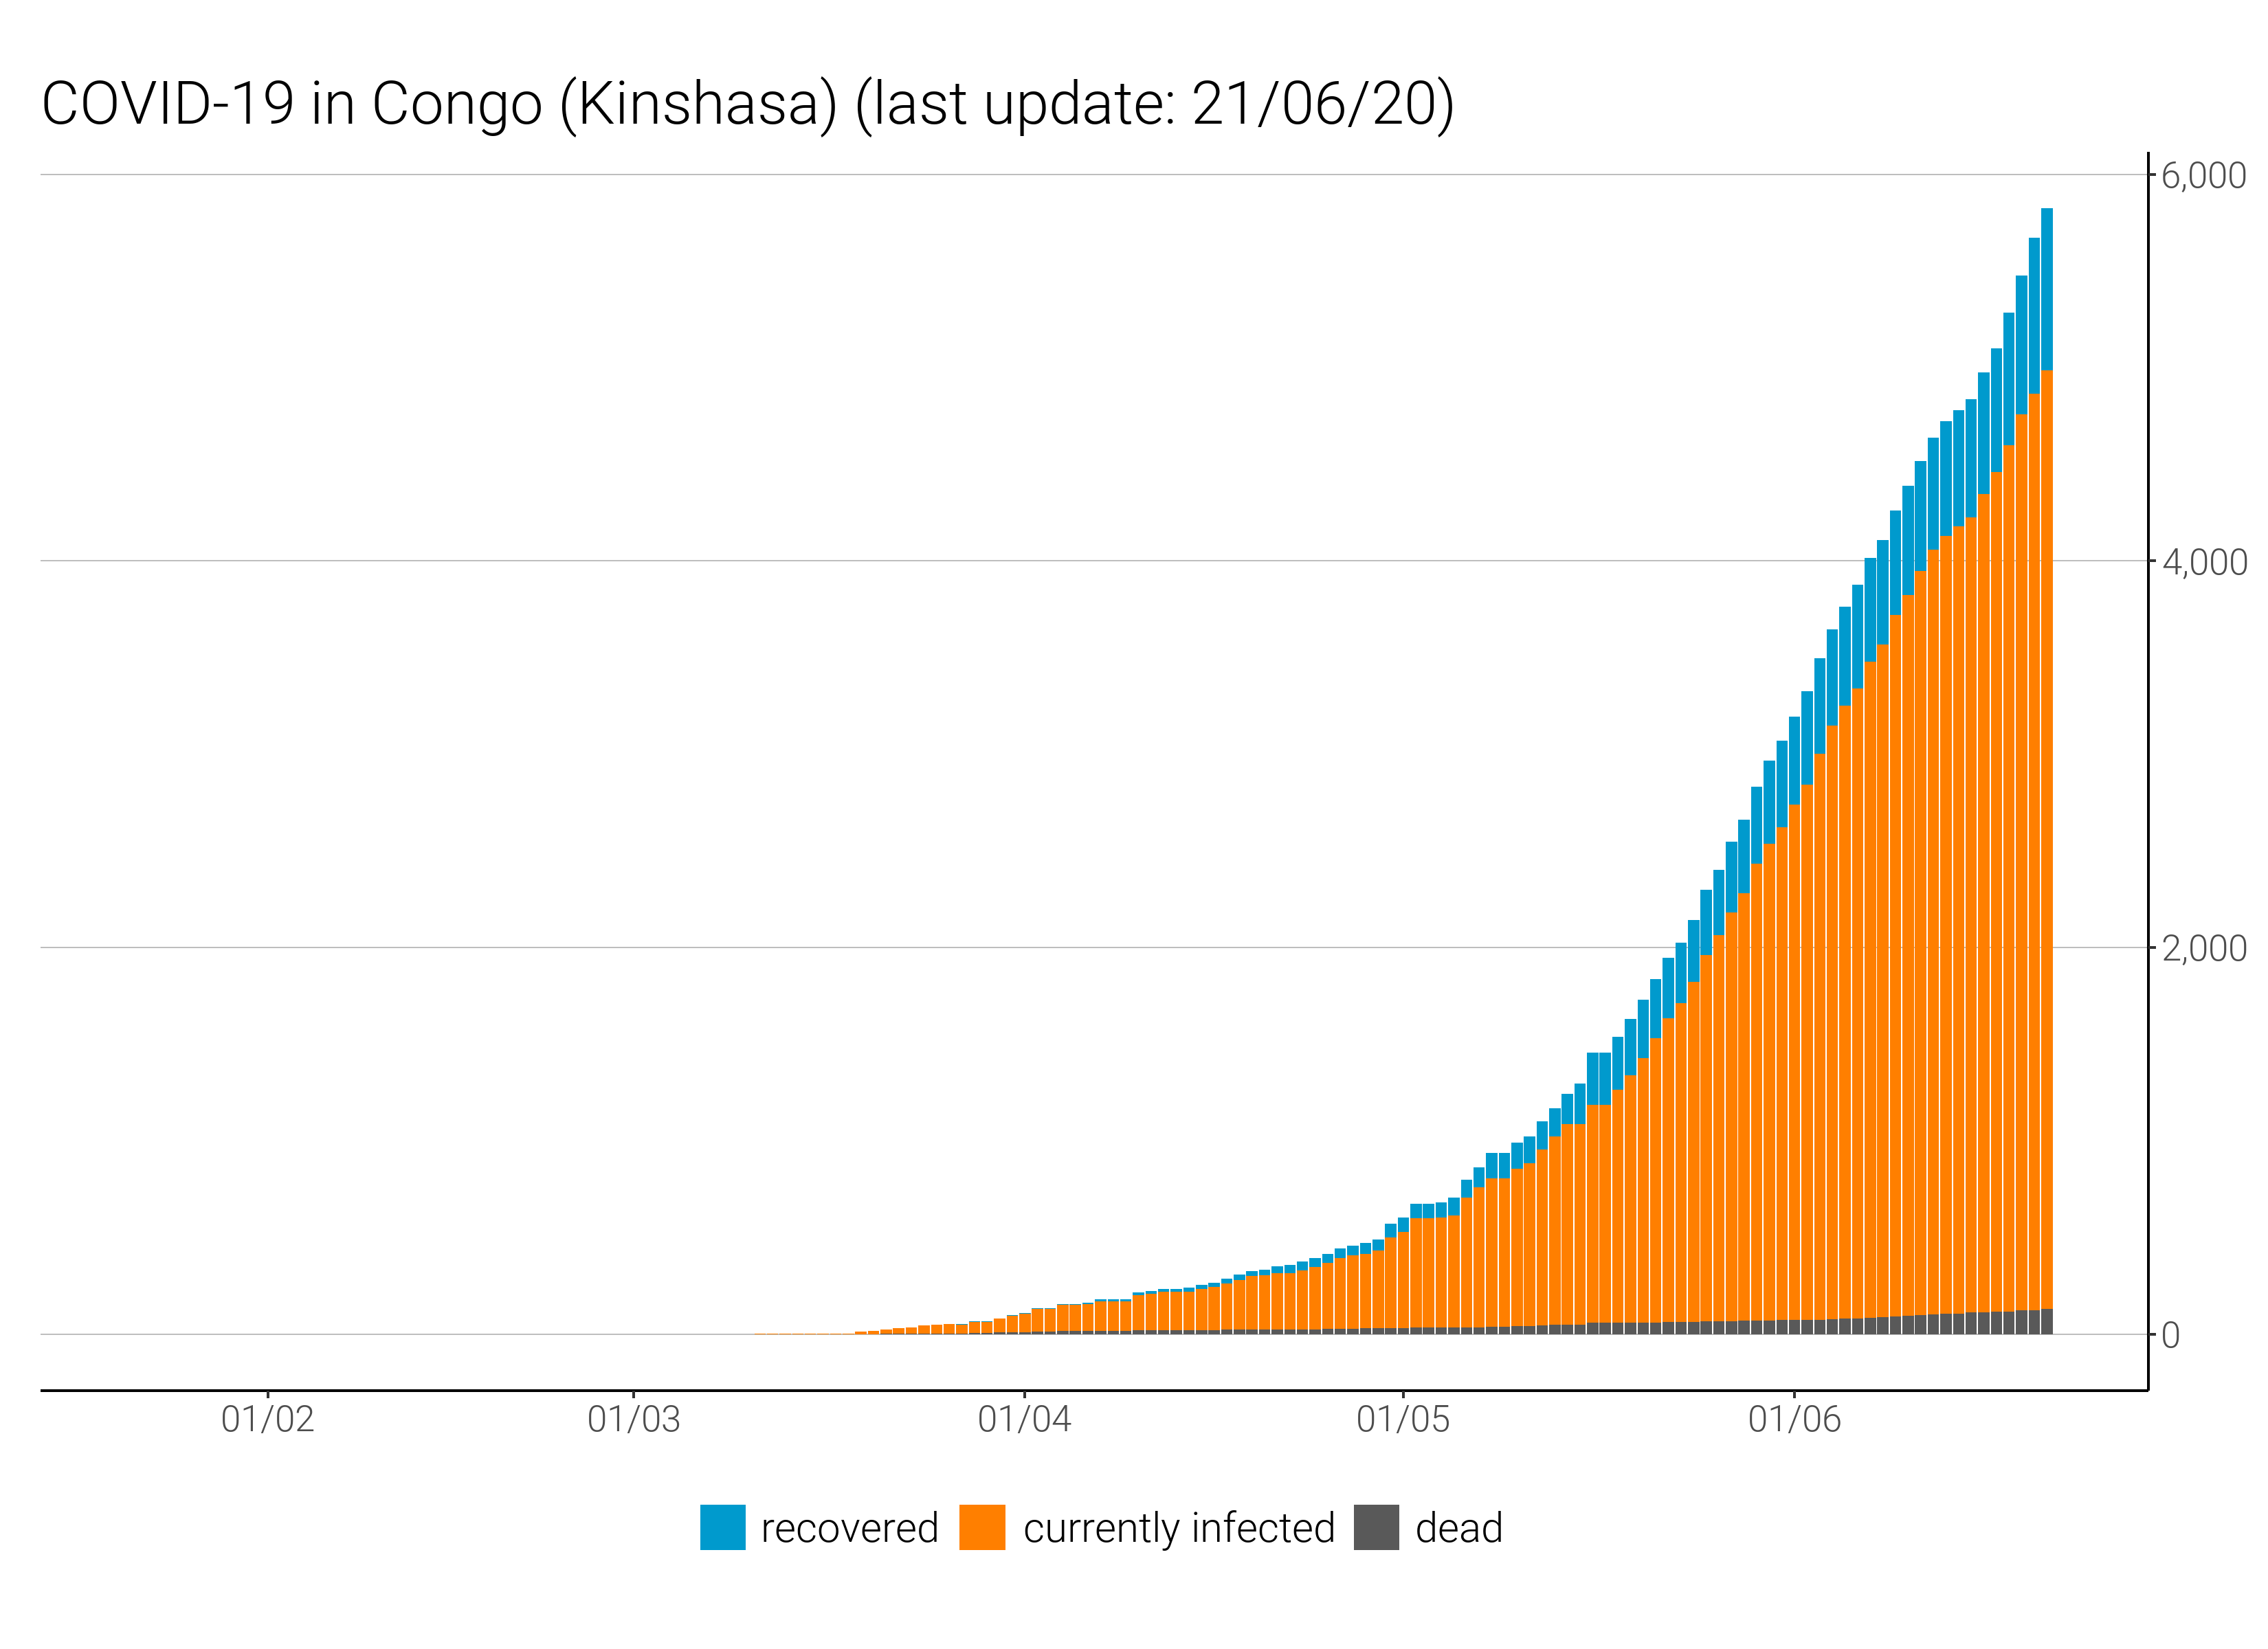 COVID-19 in Congo (Kinshasa) (last update: 21/06/20)
6,000
4,000
2,000
0
01/02 01/03 01/04 01/05 01/06
recovered currently infected dead